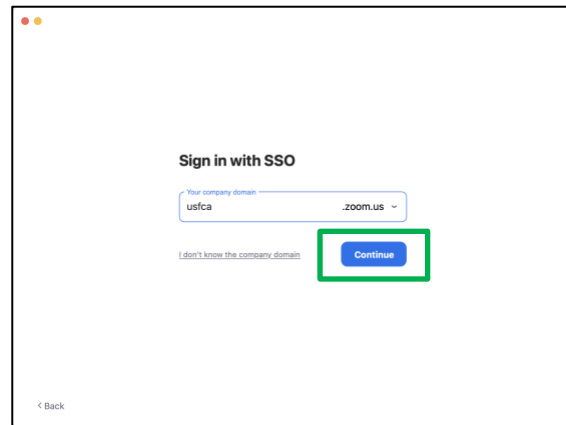 Sign in with SSO
Your company domain
usfca .zoom.us
I don't know the company domain Continue
< Back